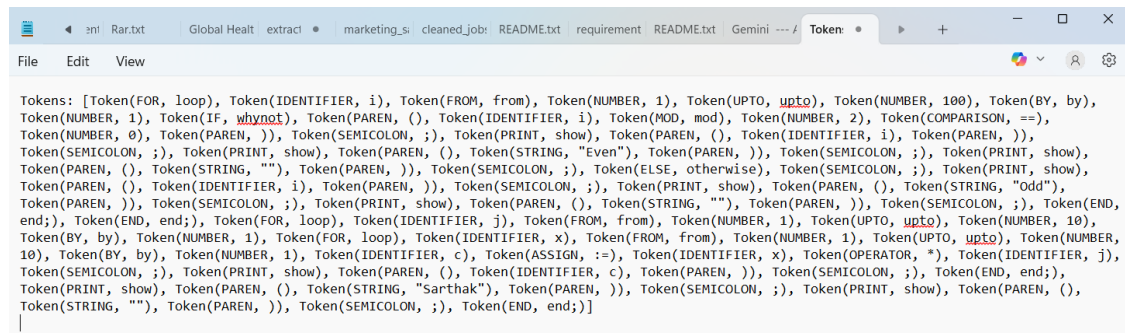 ent Rar.txt Global Healt extract marketing_sa cleaned_jobs README.txt requirement README.txt Gemini --- Token:
File Edit View
Tokens: [Token(FOR, loop), Token(IDENTIFIER, i), Token(FROM, from), Token(NUMBER, 1), Token(UPTO, upto), Token(NUMBER, 100), Token(BY, by),
Token(NUMBER, 1), Token(IF, whynot), Token(PAREN, (), Token(IDENTIFIER, i), Token(MOD, mod), Token(NUMBER, 2), Token(COMPARISON, ==),
Token(NUMBER, 0), Token(PAREN, )), Token(SEMICOLON, ;), Token(PRINT, show), Token(PAREN, (), Token(IDENTIFIER, i), Token(PAREN, )),
Token(SEMICOLON, ;), Token(PRINT, show), Token(PAREN, (), Token(STRING, "Even"), Token(PAREN, )), Token(SEMICOLON, ;), Token(PRINT, show),
Token(PAREN, (), Token(STRING, ""), Token(PAREN, )), Token(SEMICOLON, ;), Token(ELSE, otherwise), Token(SEMICOLON, ;), Token(PRINT, show),
Token(PAREN, (), Token(IDENTIFIER, i), Token(PAREN, )), Token(SEMICOLON, ;), Token(PRINT, show), Token(PAREN, (), Token(STRING, "Odd"),
Token(PAREN, )), Token(SEMICOLON, ;), Token(PRINT, show), Token(PAREN, (), Token(STRING, ""), Token(PAREN, )), Token(SEMICOLON, ;), Token(END,
end;), Token(END, end;), Token(FOR, loop), Token(IDENTIFIER, j), Token(FROM, from), Token(NUMBER, 1), Token(UPTO, upto), Token(NUMBER, 10),
Token(BY, by), Token(NUMBER, 1), Token(FOR, loop), Token(IDENTIFIER, x), Token(FROM, from), Token(NUMBER, 1), Token(UPTO, upto), Token(NUMBER,
10), Token(BY, by), Token(NUMBER, 1), Token(IDENTIFIER, c), Token(ASSIGN, :=), Token(IDENTIFIER, x), Token(OPERATOR, *), Token(IDENTIFIER, j),
Token(SEMICOLON, ;), Token(PRINT, show), Token(PAREN, (), Token(IDENTIFIER, c), Token(PAREN, )), Token(SEMICOLON, ;), Token(END, end;),
Token(PRINT, show), Token(PAREN, (), Token(STRING, "Sarthak"), Token(PAREN, )), Token(SEMICOLON, ;), Token(PRINT, show), Token(PAREN, (),
Token(STRING, ""), Token(PAREN, )), Token(SEMICOLON, ;), Token(END, end;)]